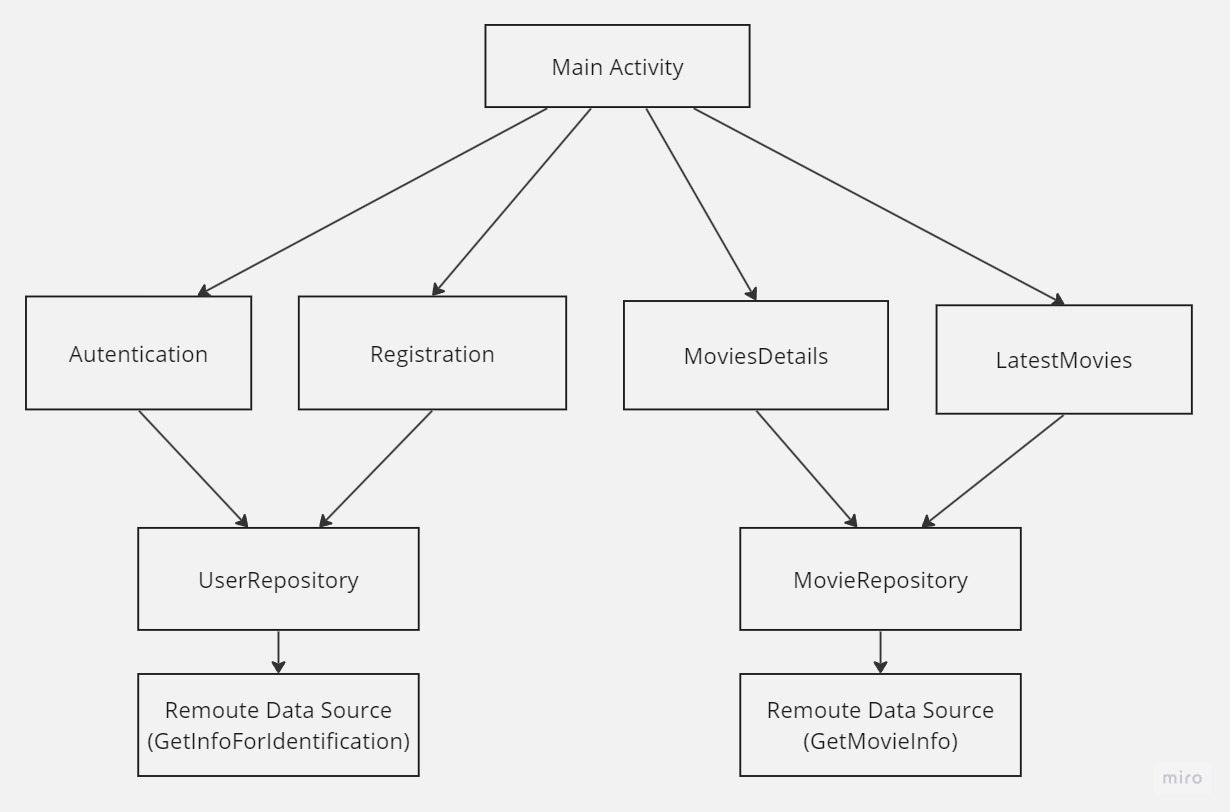 Main Activity
Autentication
Registration
MoviesDetails
LatestMovies
UserRepository
MovieRepository
Remoute Data Source
(GetInfoForIdentification)
Remoute Data Source
(GetMovieInfo)
miro